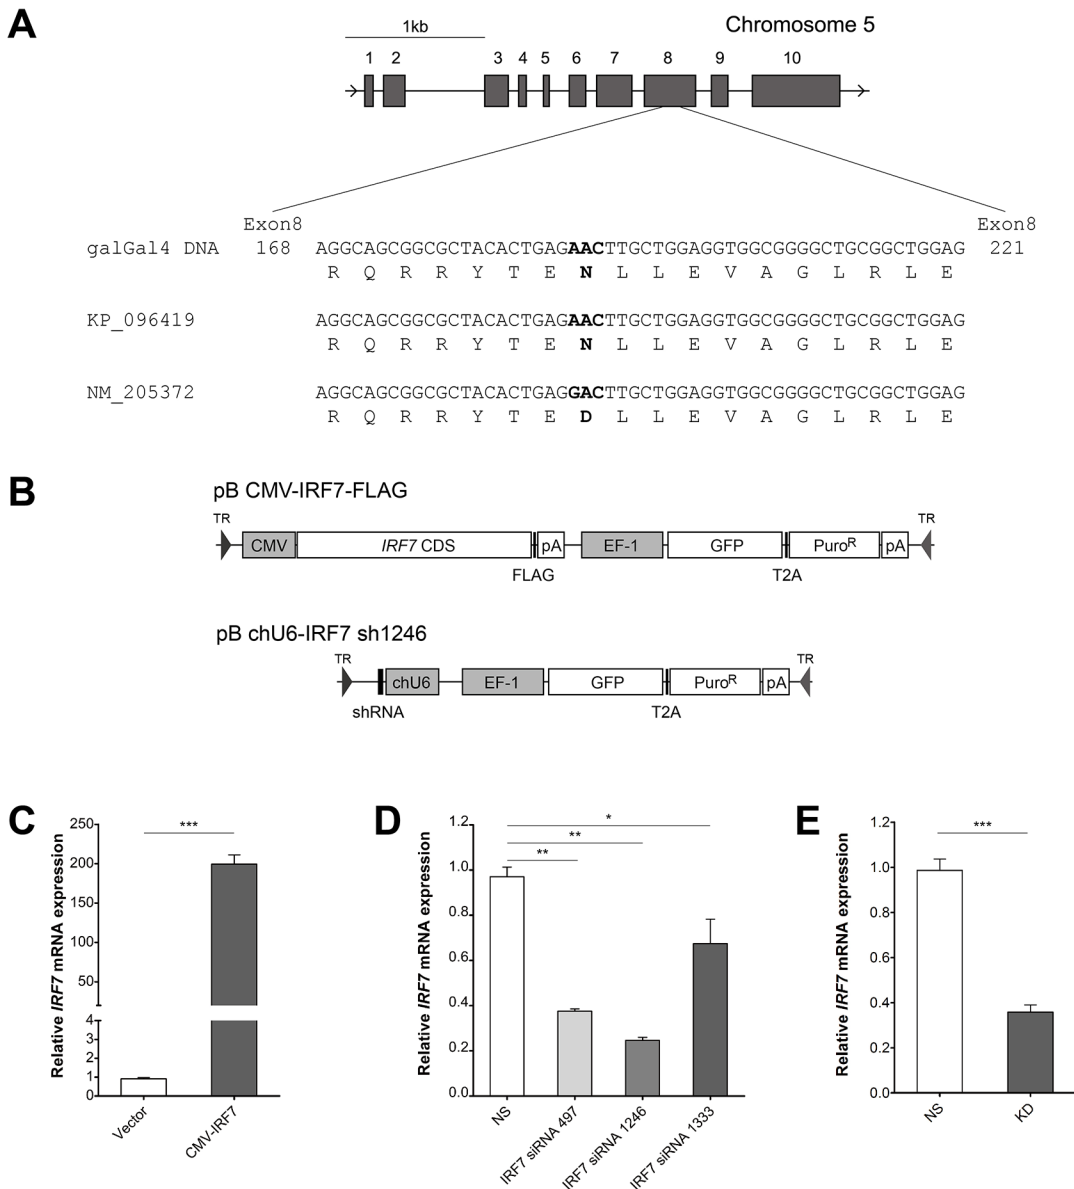 A
1kb
Chromosome 5
1 2 3 4 5 6 7 8 9 10
Exon8 Exon8
galGal4 DNA 168 AGGCAGCGGCGCTACACTGAGAACTTGCTGGAGGTGGCGGGGCTGCGGCTGGAG 221
R Q R R Y T E N L L E V A G L R L E
KP_096419 AGGCAGCGGCGCTACACTGAGAACTTGCTGGAGGTGGCGGGGCTGCGGCTGGAG
R Q R R Y T E N L L E V A G L R L E
NM_205372 AGGCAGCGGCGCTACACTGAGGACTTGCTGGAGGTGGCGGGGCTGCGGCTGGAG
R Q R R Y T E D L L E V A G L R L E
B
pB CMV-IRF7-FLAG
TR TR
CMV IRF7 CDS pA EF-1 GFP PuroR pA
FLAG T2A
pB chU6-IRF7 sh1246
TR TR
chU6 EF-1 GFP PuroR pA
shRNA T2A
C
Relative IRF7 mRNA expression
250
200
150
100
50
4
3
2
1
0
***
Vector
CMV-IRF7
D
Relative IRF7 mRNA expression
1.2
1.0
0.8
0.6
0.4
0.2
0.0
*
**
**
NS
IRF7 siRNA 497
IRF7 siRNA 1246
IRF7 siRNA 1333
E
Relative IRF7 mRNA expression
1.2
1.0
0.8
0.6
0.4
0.2
0.0
***
NS
KD